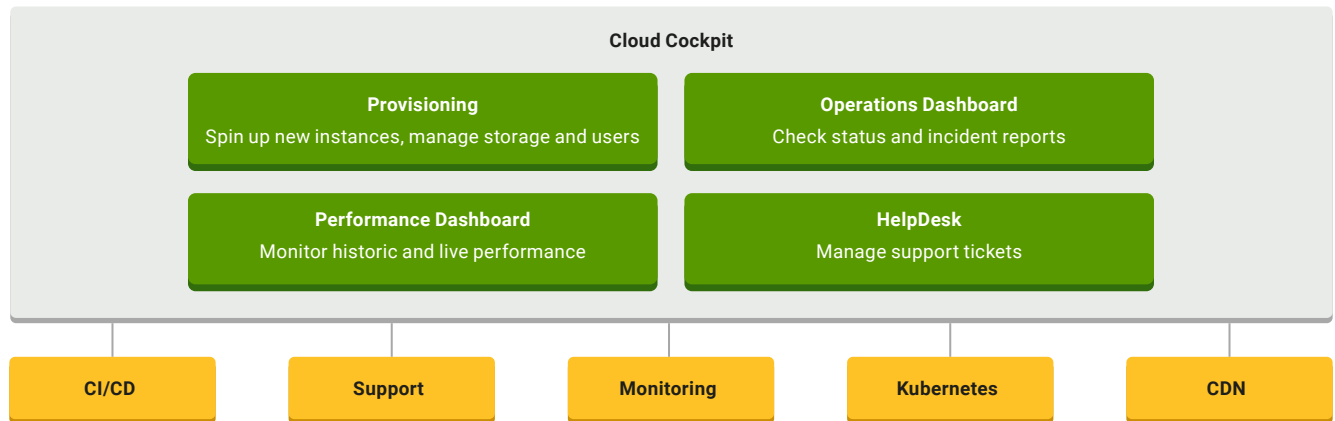 Cloud Cockpit
Provisioning
Spin up new instances, manage storage and users
Operations Dashboard
Check status and incident reports
Performance Dashboard
Monitor historic and live performance
HelpDesk
Manage support tickets
CI/CD
Support
Monitoring
Kubernetes
CDN